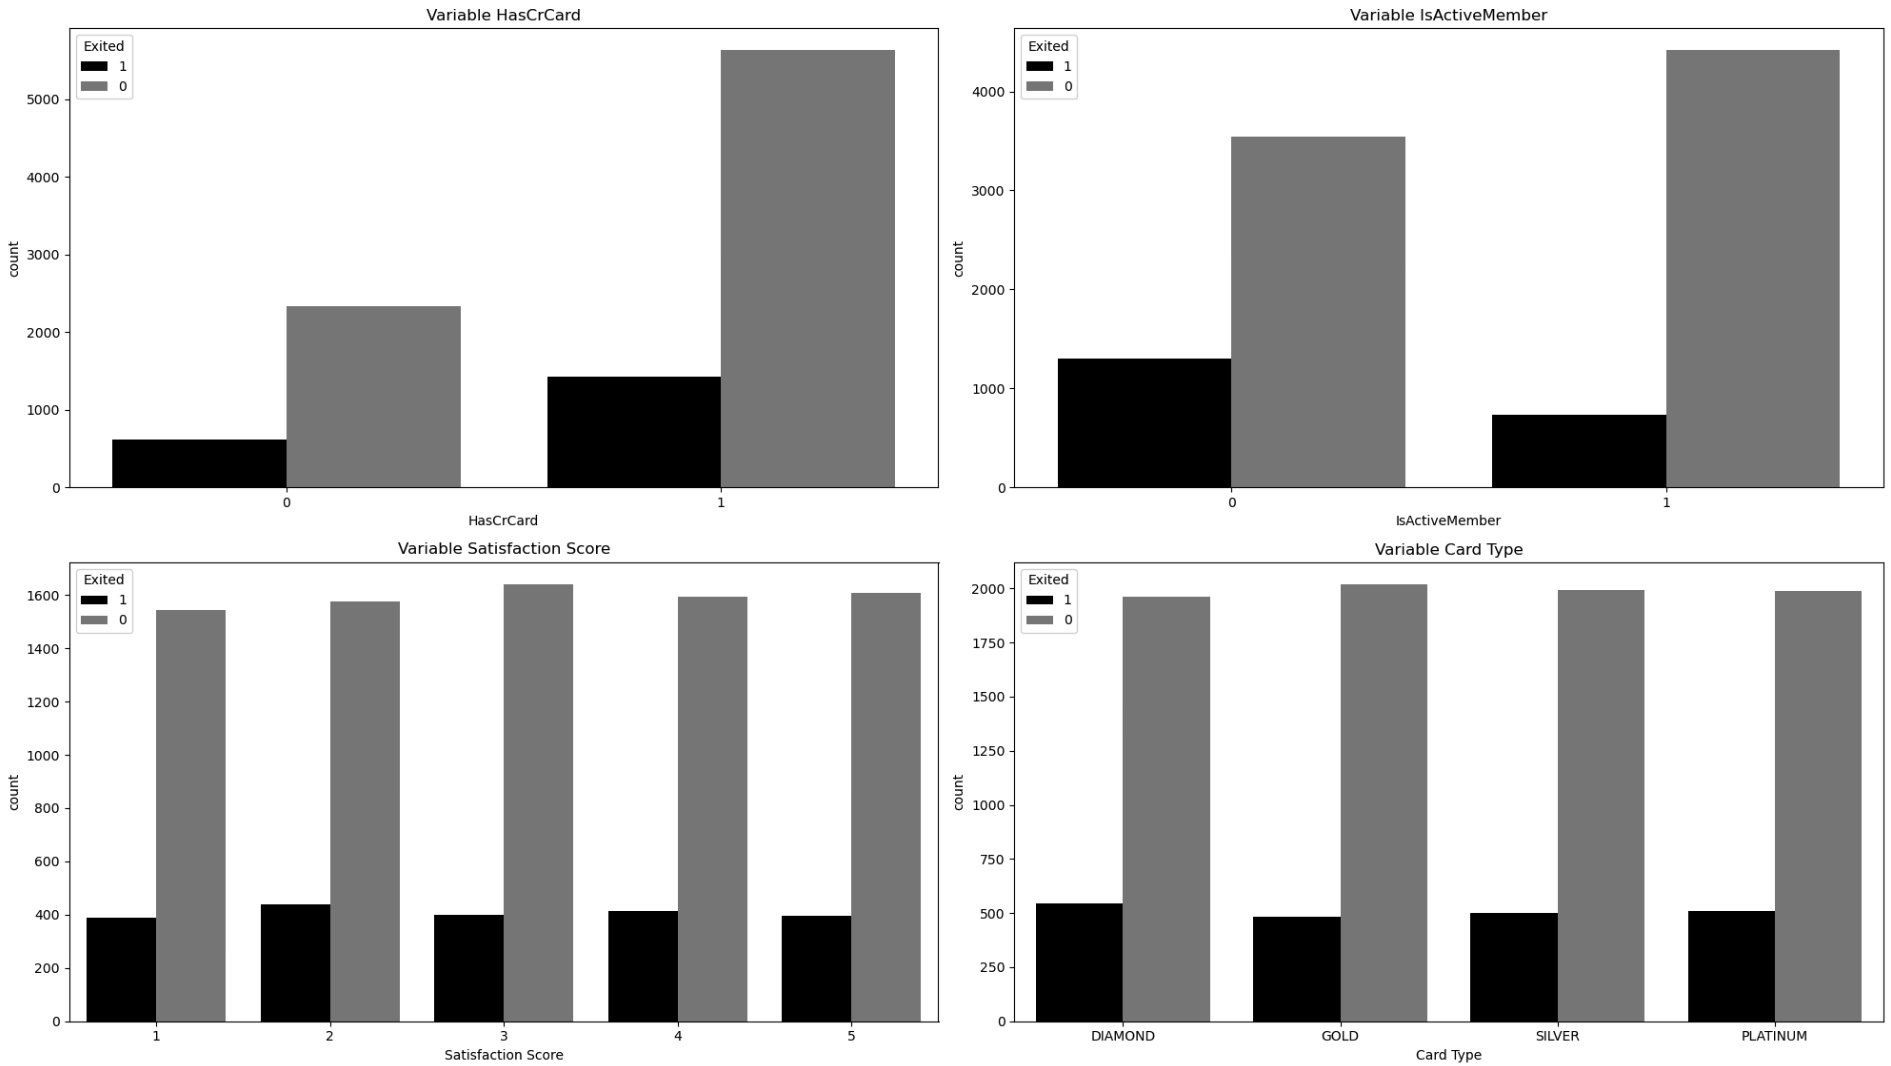 Variable HasCrCard
Exited
1
0
5000
4000
3000
2000
1000
0
count
0 1
HasCrCard
Variable IsActiveMember
Exited
1
0
4000
3000
2000
1000
0
count
0 1
IsActiveMember
Variable Satisfaction Score
Exited
1
0
1600
1400
1200
1000
800
600
400
200
0
count
1 2 3 4 5
Satisfaction Score
Variable Card Type
Exited
1
0
2000
1750
1500
1250
1000
750
500
250
0
count
DIAMOND GOLD SILVER PLATINUM
Card Type